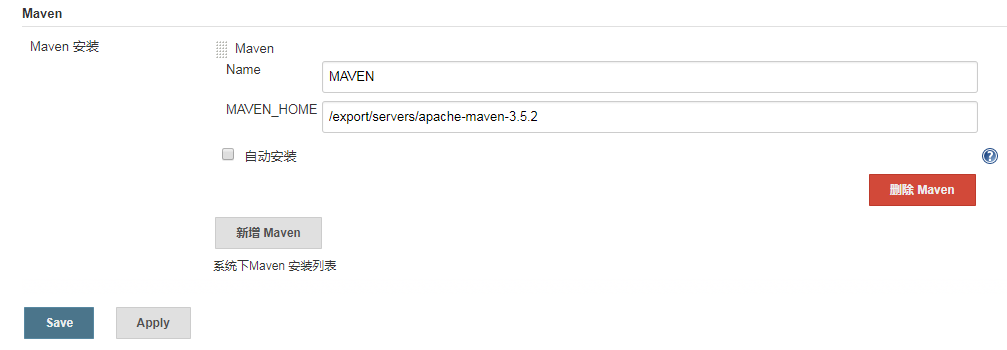 Maven
Maven 安装
Maven
Name
MAVEN
MAVEN_HOME
/export/servers/apache-maven-3.5.2
自动安装
?
删除 Maven
新增 Maven
系统下Maven 安装列表
Save
Apply